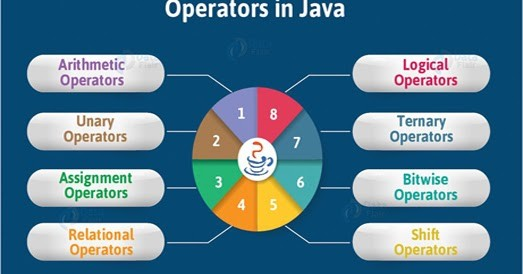 Operators in Java
Arithmetic
Operators
Unary
Operators
Assignment
Operators
Relational
Operators
1
2
3
4
5
6
7
8
Logical
Operators
Ternary
Operators
Bitwise
Operators
Shift
Operators